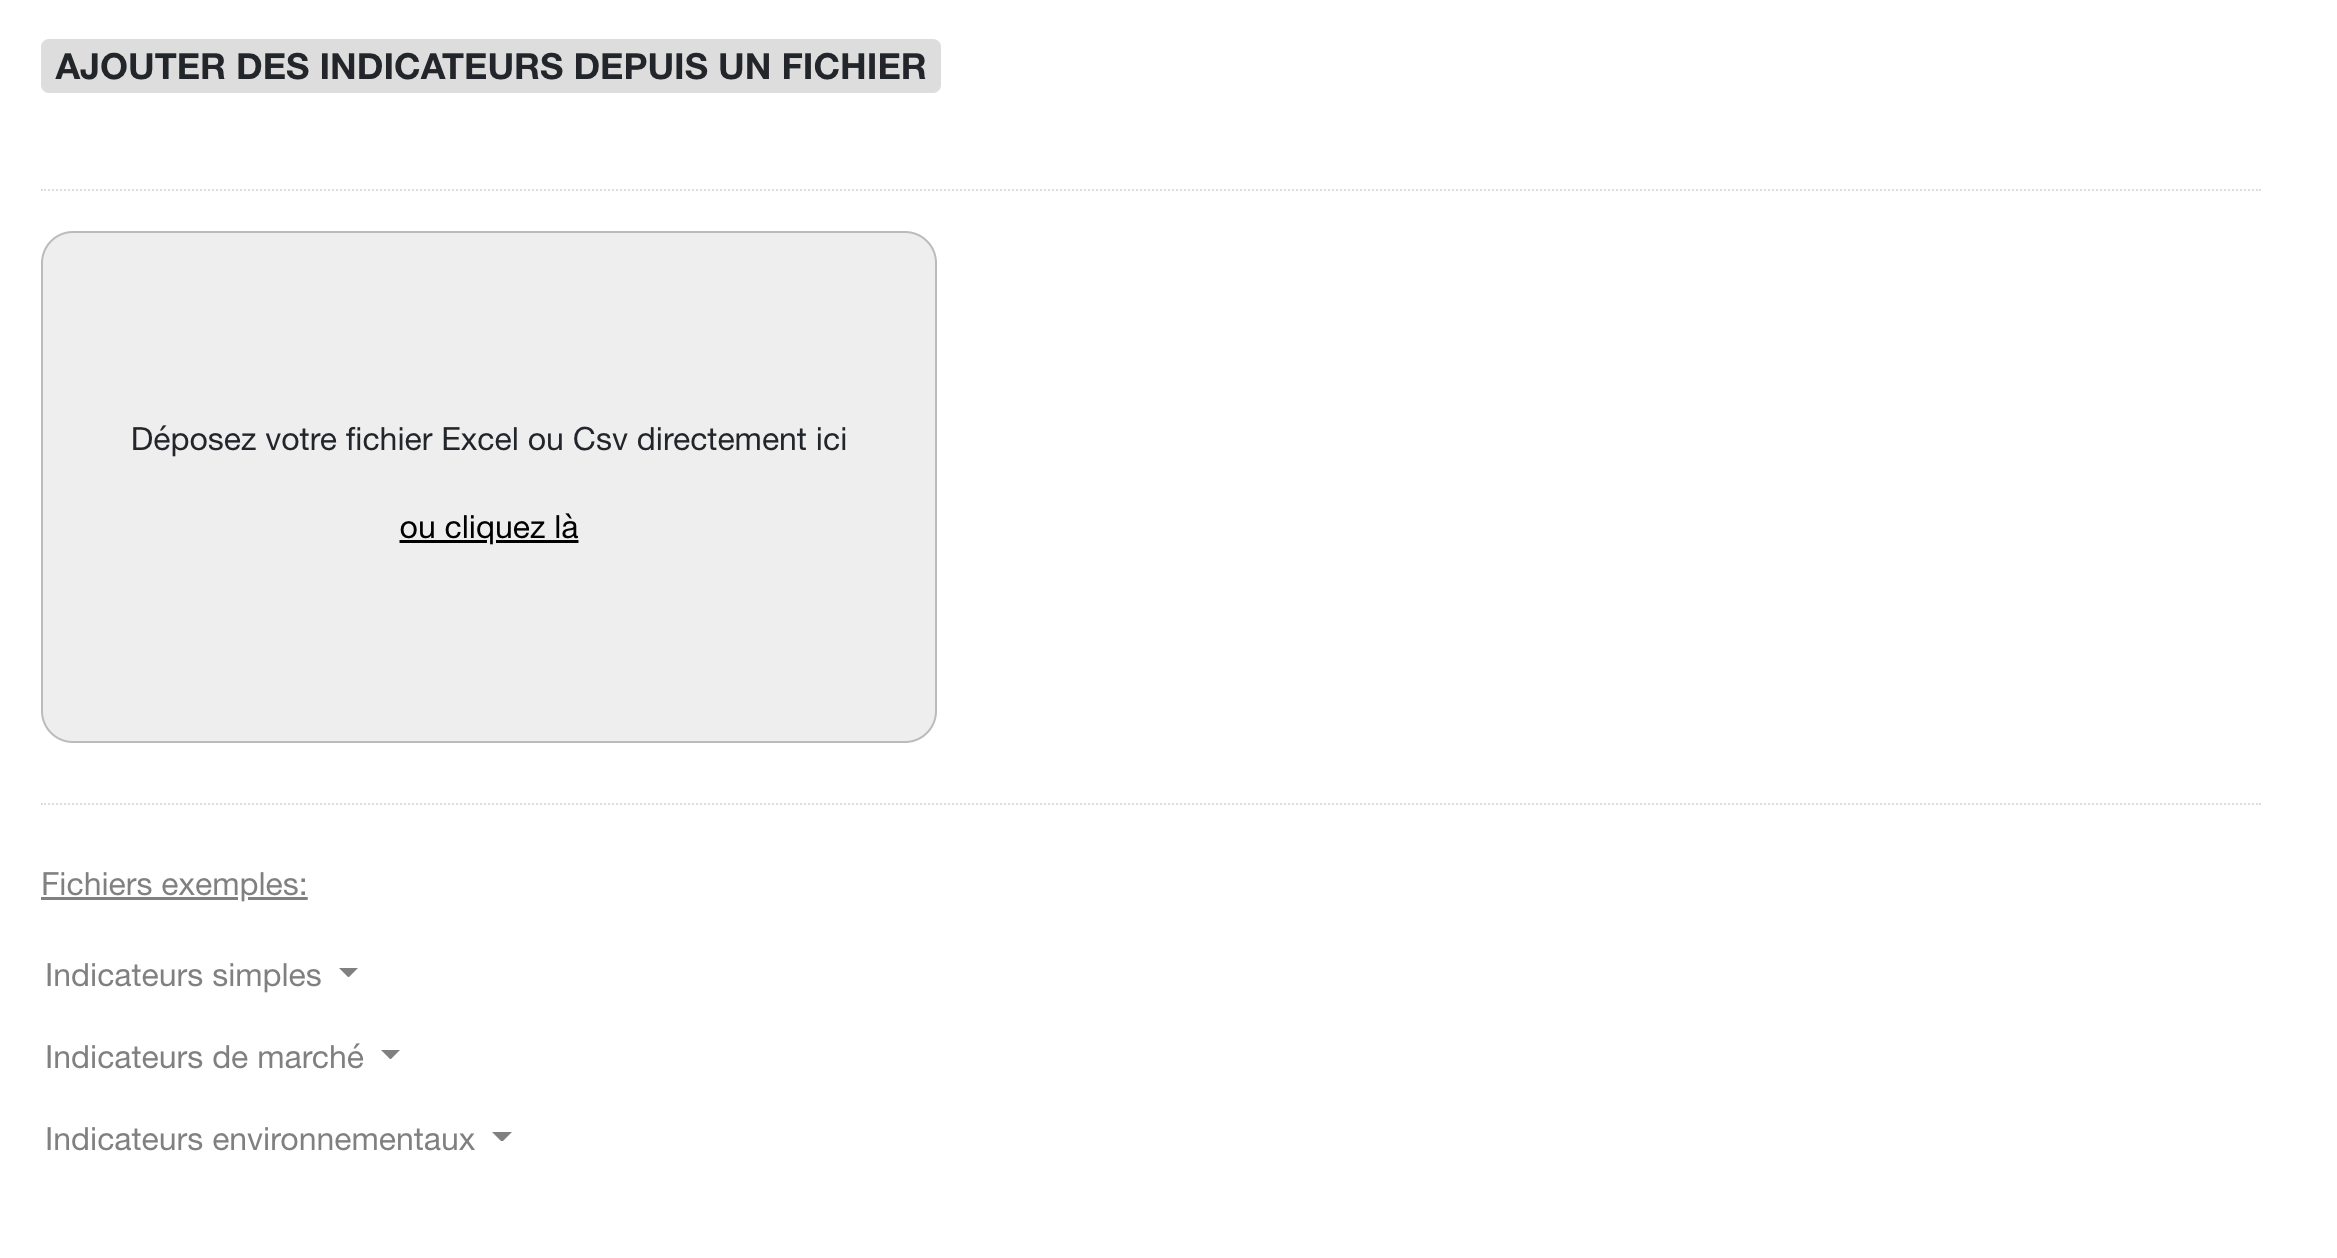 AJOUTER DES INDICATEURS DEPUIS UN FICHIER
Déposez votre fichier Excel ou Csv directement ici
ou cliquez là
Fichiers exemples:
Indicateurs simples
Indicateurs de marché
Indicateurs environnementaux